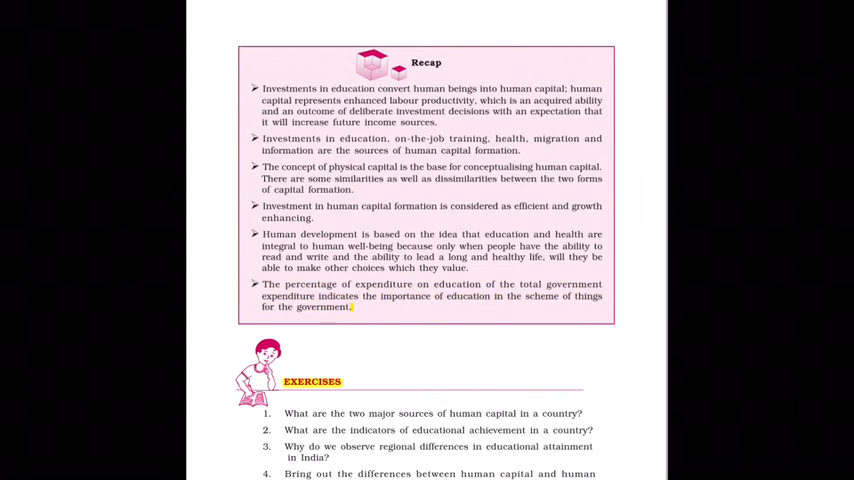 Recap
➢ Investments in education convert human beings into human capital; human
capital represents enhanced labour productivity, which is an acquired ability
and an outcome of deliberate investment decisions with an expectation that
it will increase future income sources.
➢ Investments in education, on-the-job training, health, migration and
information are the sources of human capital formation.
➢ The concept of physical capital is the base for conceptualising human capital.
There are some similarities as well as dissimilarities between the two forms
of capital formation.
➢ Investment in human capital formation is considered as efficient and growth
enhancing.
➢ Human development is based on the idea that education and health are
integral to human well-being because only when people have the ability to
read and write and the ability to lead a long and healthy life, will they be
able to make other choices which they value.
➢ The percentage of expenditure on education of the total government
expenditure indicates the importance of education in the scheme of things
for the government.
EXERCISES
1. What are the two major sources of human capital in a country?
2. What are the indicators of educational achievement in a country?
3. Why do we observe regional differences in educational attainment
in India?
4. Bring out the differences between human capital and human